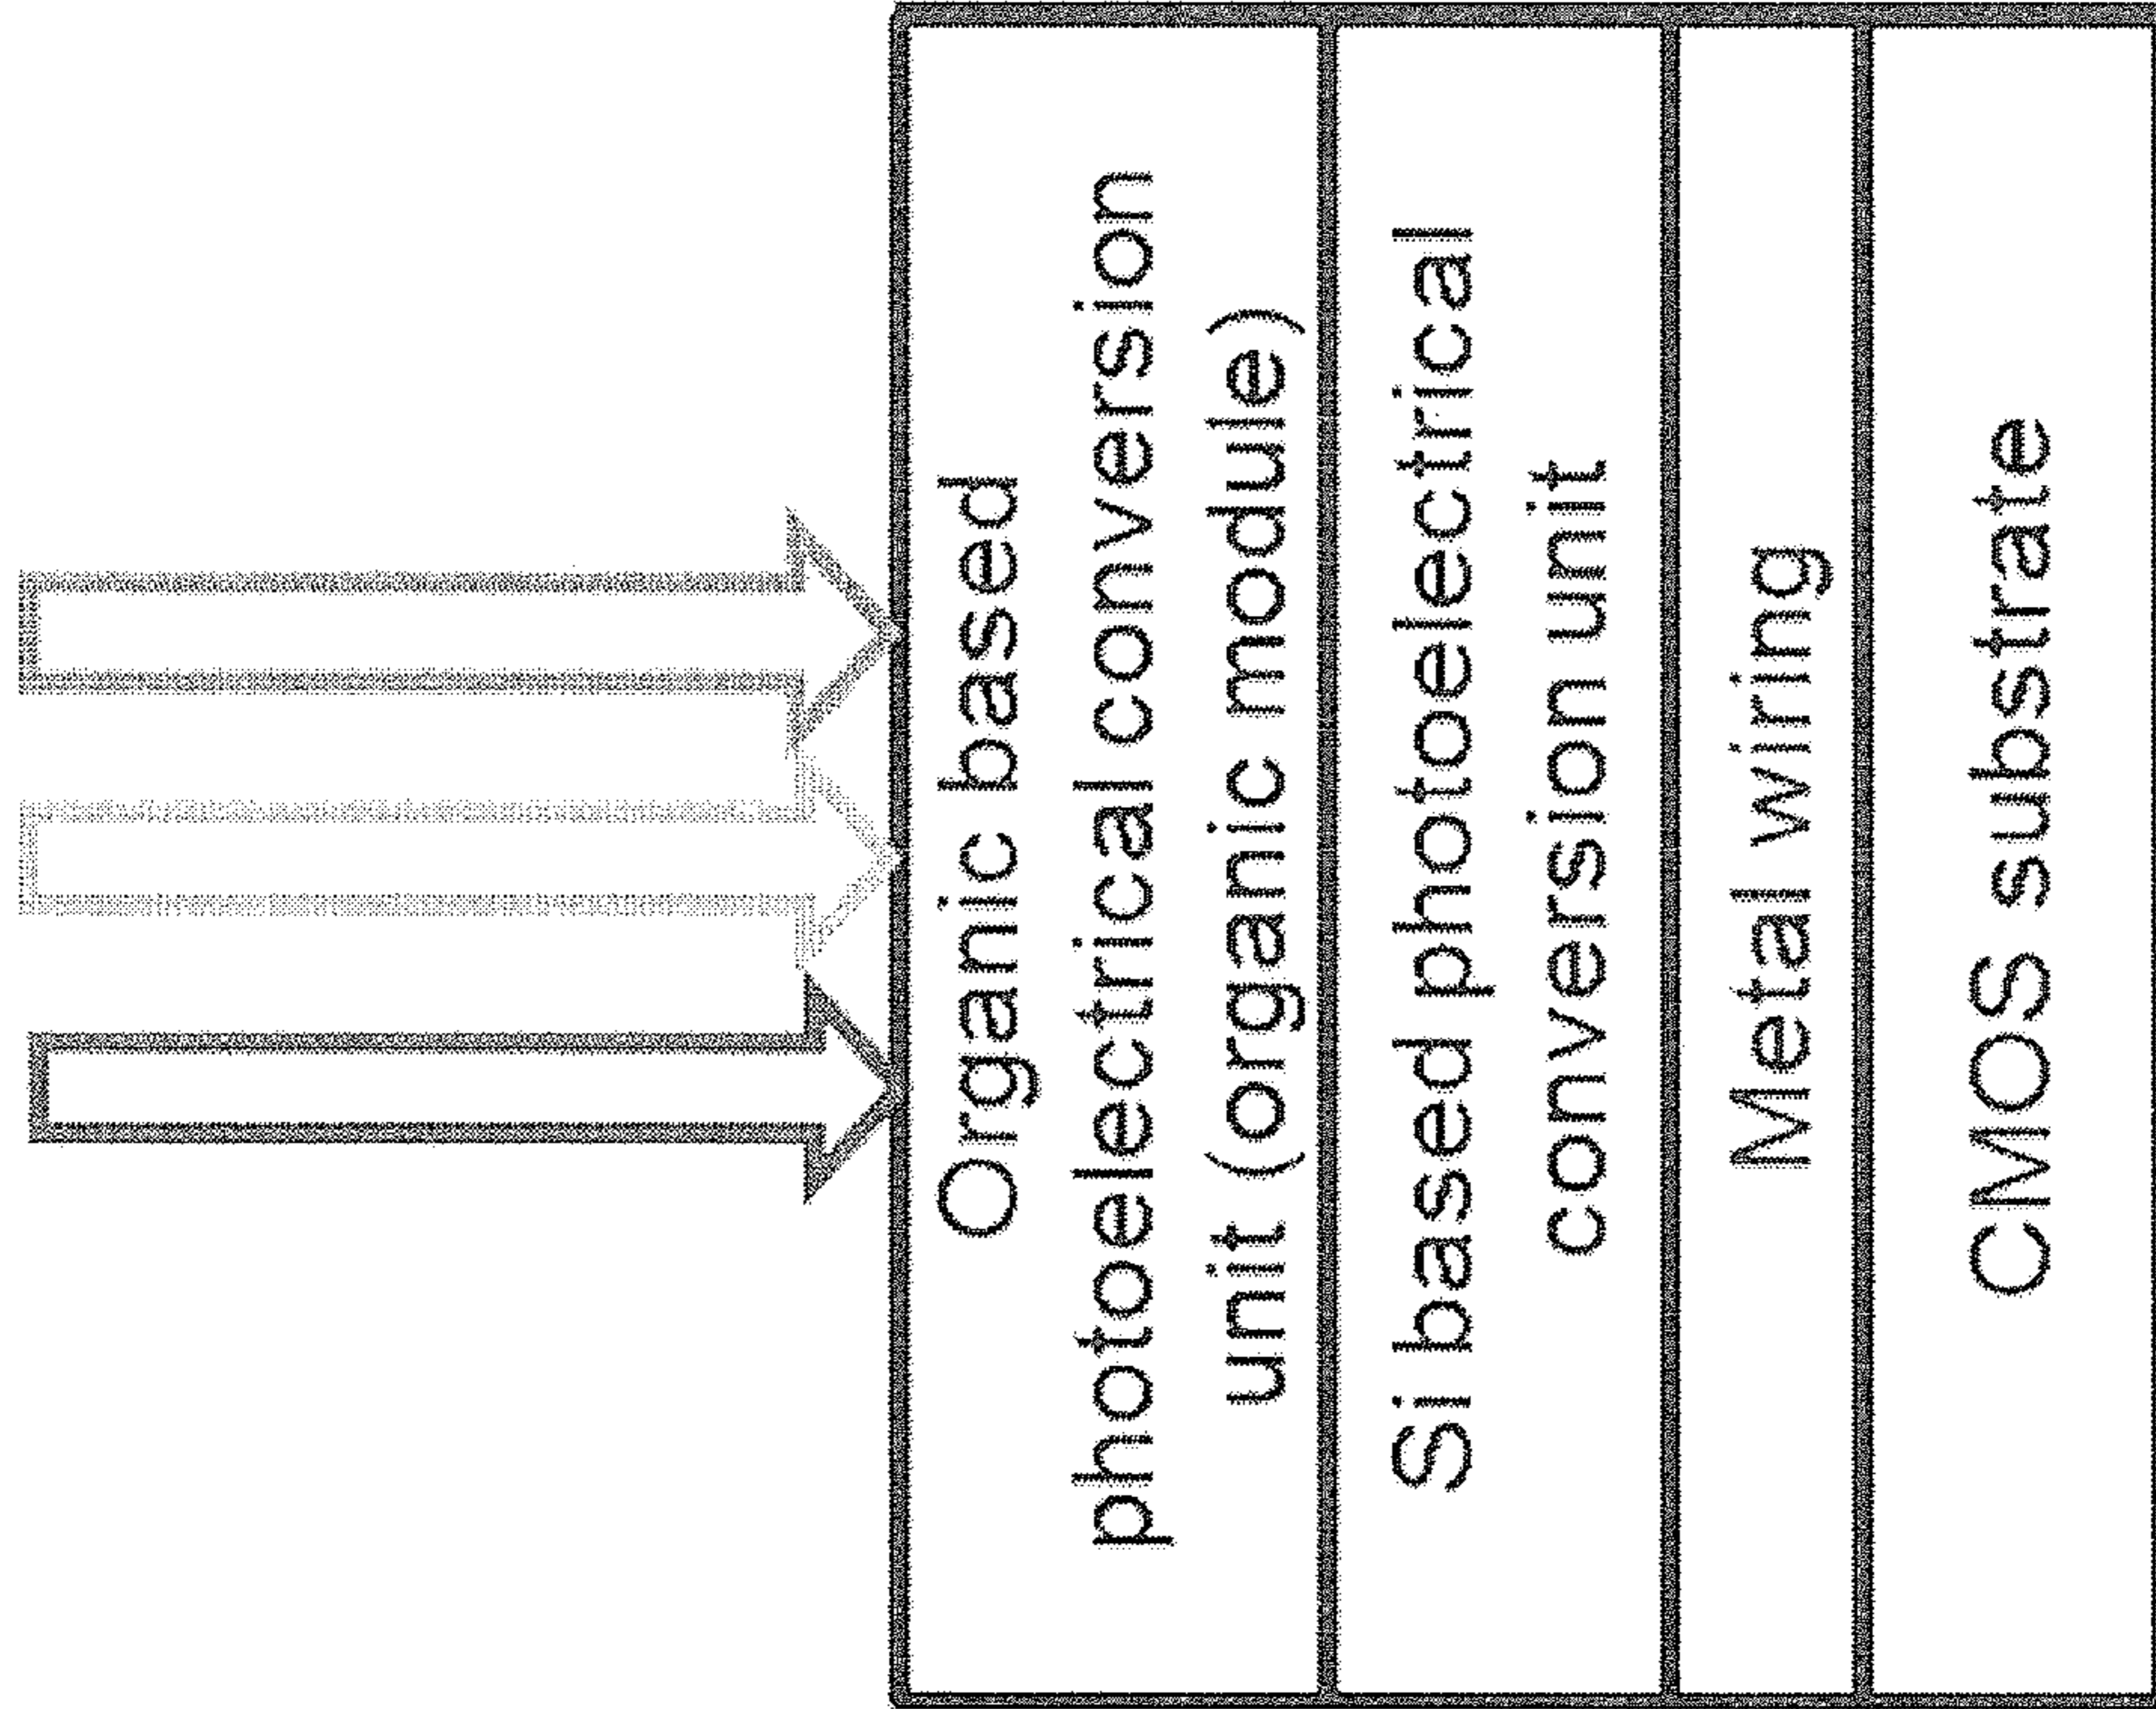 Organic based
photoelectrical conversion
unit (organic module)
Si based photoelectrical
conversion unit
Metal wiring
CMOS substrate